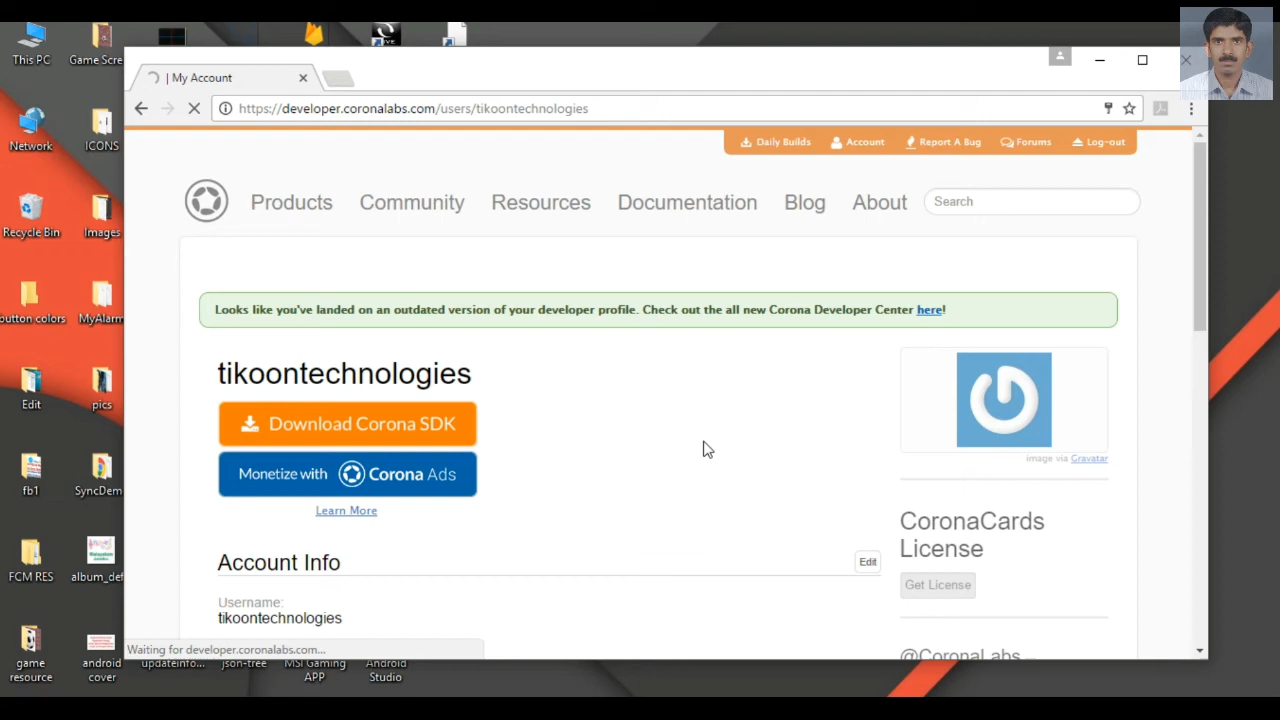 This PC
Game Scre
| My Account
https://developer.coronalabs.com/users/tikoontechnologies
Daily Builds
Account
Report A Bug
Forums
Log-out
Network
ICONS
Products
Community
Resources
Documentation
Blog
About
Search
Recycle Bin
Images
Looks like you've landed on an outdated version of your developer profile. Check out the all new Corona Developer Center here!
button colors
MyAlarm
tikoontechnologies
Download Corona SDK
Edit
pics
image via Gravatar
Monetize with Corona Ads
fb1
SyncDem
Learn More
CoronaCards
License
Account Info
Edit
FCM RES
album_def
Get License
Username:
tikoontechnologies
Waiting for developer.coronalabs.com...
@CoronaLabs
game
resource
android
cover
updateinfo...
json-tree
MSI Gaming
APP
Android
Studio